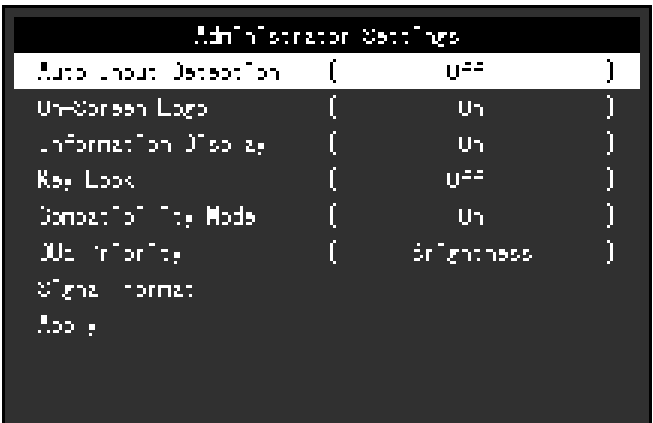 Administrator Settings
Auto Input Detection [ Off ]
On-Screen Logo [ On ]
Information Display [ On ]
Key Lock [ Off ]
Compatibility Mode [ On ]
DUE Priority [ Brightness ]
Signal Format
Apply